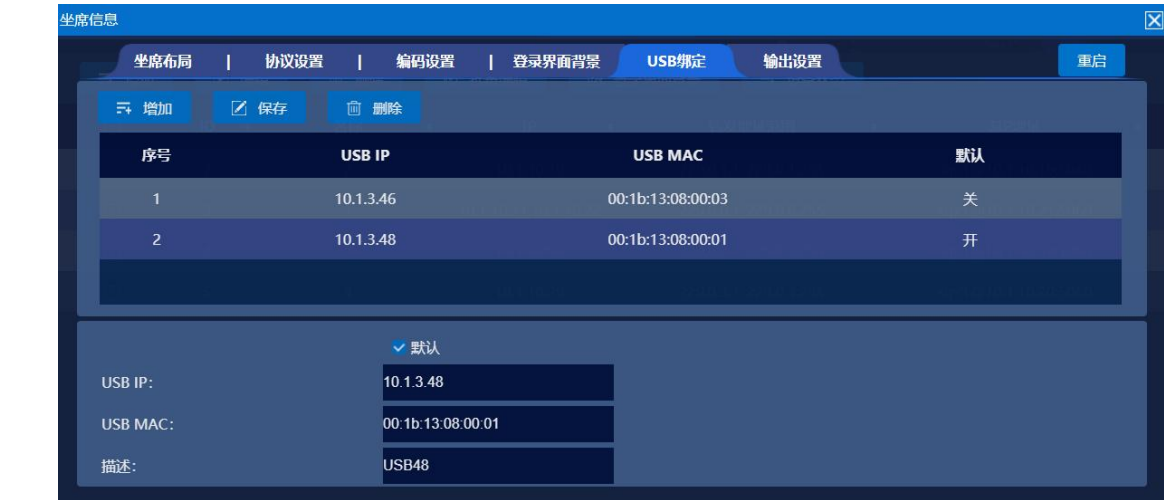 坐席信息
坐席布局 | 协议设置 | 编码设置 | 登录界面背景 USB绑定 输出设置 重启
增加 保存 删除
序号 USB IP USB MAC 默认
1 10.1.3.46 00:1b:13:08:00:03 关
2 10.1.3.48 00:1b:13:08:00:01 开
默认
USB IP: 10.1.3.48
USB MAC: 00:1b:13:08:00:01
描述: USB48